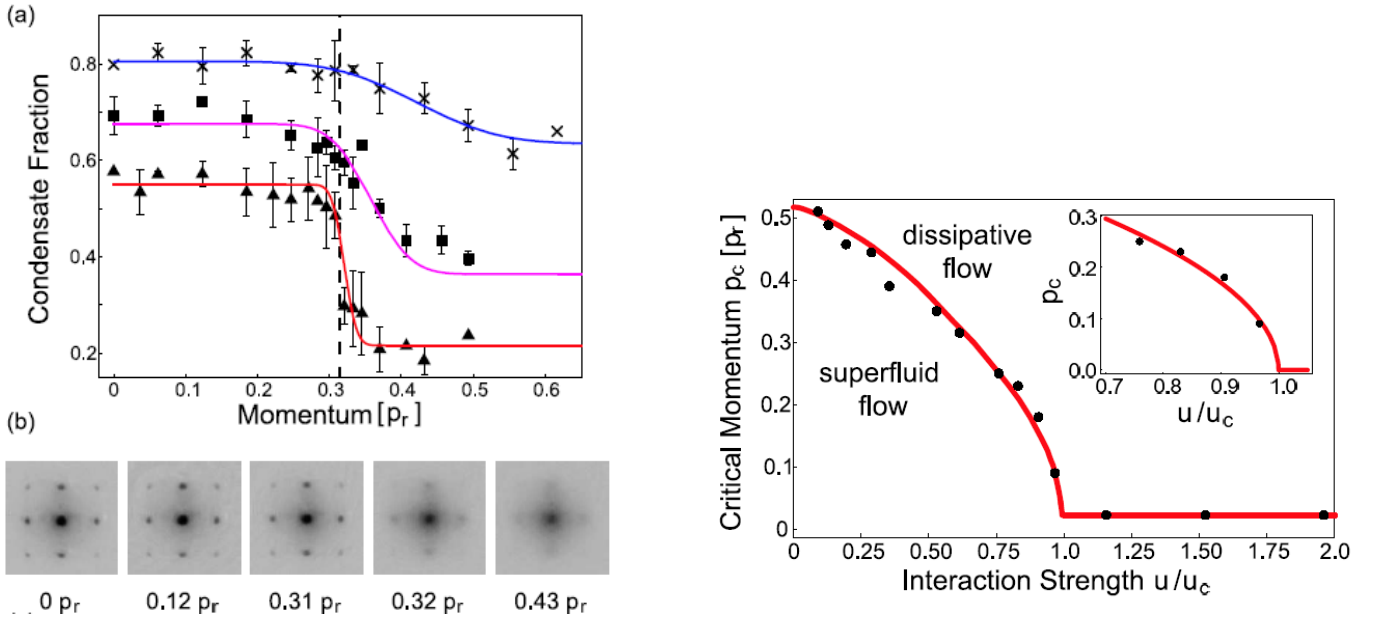 (a)
Condensate Fraction
0.8
0.6
0.4
0.2
0
0.1
0.2
0.3
0.4
0.5
0.6
Momentum [pr]
(b)
0 pr
0.12 pr
0.31 pr
0.32 pr
0.43 pr
Critical Momentum pc [pr]
0.5
0.4
0.3
0.2
0.1
0
dissipative
flow
superfluid
flow
0.3
0.2
0.1
0.0
pc
0.7
0.8
0.9
1.0
u/uc
0
0.25
0.50
0.75
1.0
1.25
1.50
1.75
2.0
Interaction Strength u/uc